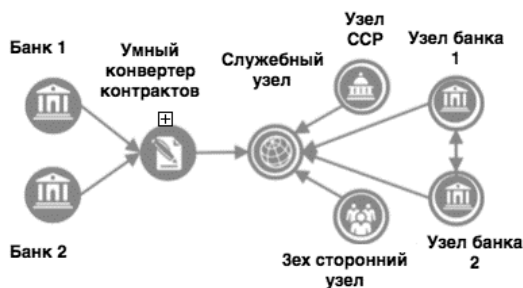 Банк 1
Умный
конвертер
контрактов
Служебный
узел
Узел
ССР
Узел банка
1
Банк 2
3ех сторонний
узел
Узел банка
2